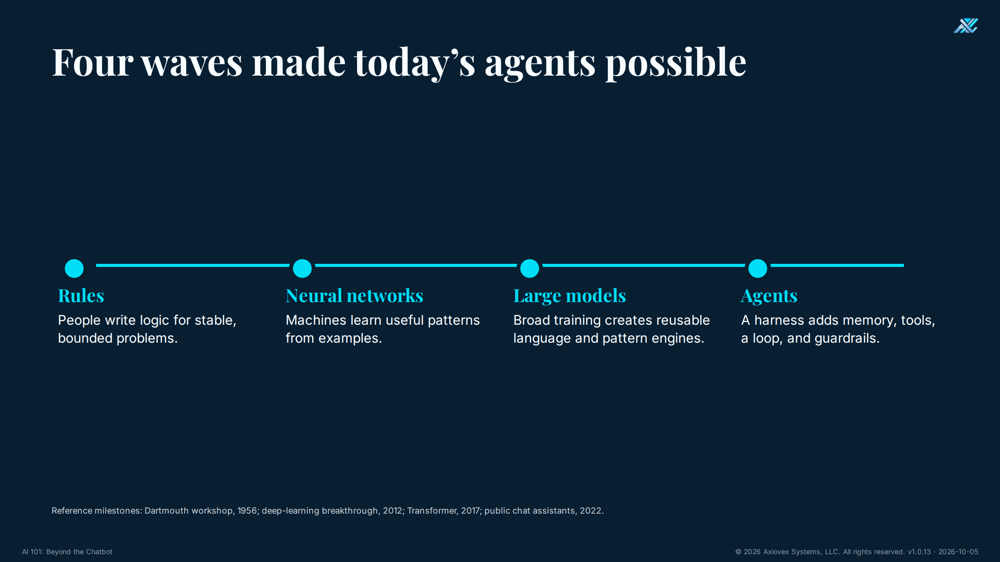 Four waves made today’s agents possible
Rules
People write logic for stable,
bounded problems.
Neural networks
Machines learn useful patterns
from examples.
Large models
Broad training creates reusable
language and pattern engines.
Agents
A harness adds memory, tools,
a loop, and guardrails.
Reference milestones: Dartmouth workshop, 1956; deep-learning breakthrough, 2012; Transformer, 2017; public chat assistants, 2022.
AI 101: Beyond the Chatbot
© 2026 Axiovex Systems, LLC. All rights reserved. v1.0.13 · 2026-10-05